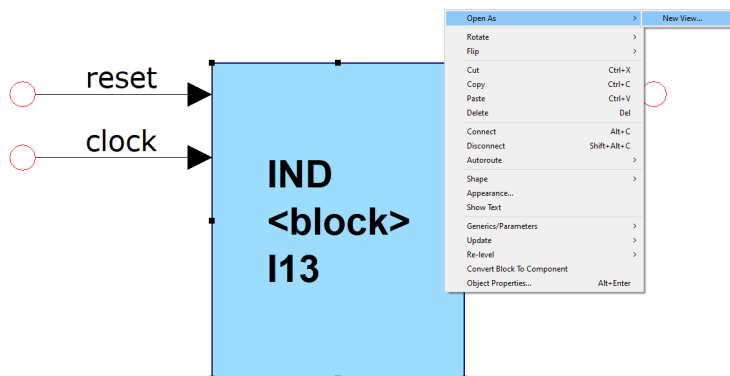 reset
clock
IND
<block>
I13
Open As > New View...
Rotate >
Flip >
Cut Ctrl+X
Copy Ctrl+C
Paste Ctrl+V
Delete Del
Connect Alt+C
Disconnect Shift+Alt+C
Autoroute >
Shape >
Appearance...
Show Text
Generics/Parameters >
Update >
Re-level >
Convert Block To Component
Object Properties... Alt+Enter